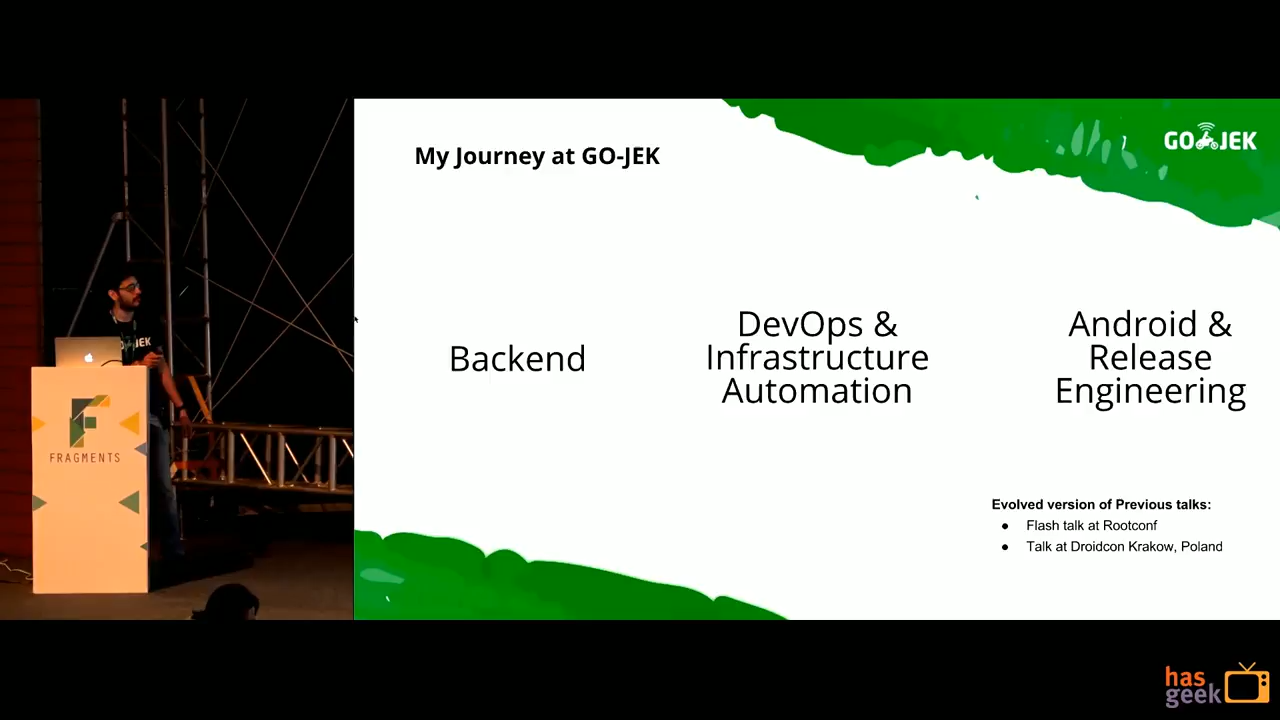 My Journey at GO-JEK
GO JEK
Backend
DevOps &
Infrastructure
Automation
Android &
Release
Engineering
Evolved version of Previous talks:
● Flash talk at Rootconf
● Talk at Droidcon Krakow, Poland
JEK
FRAGMENTS
has
geek